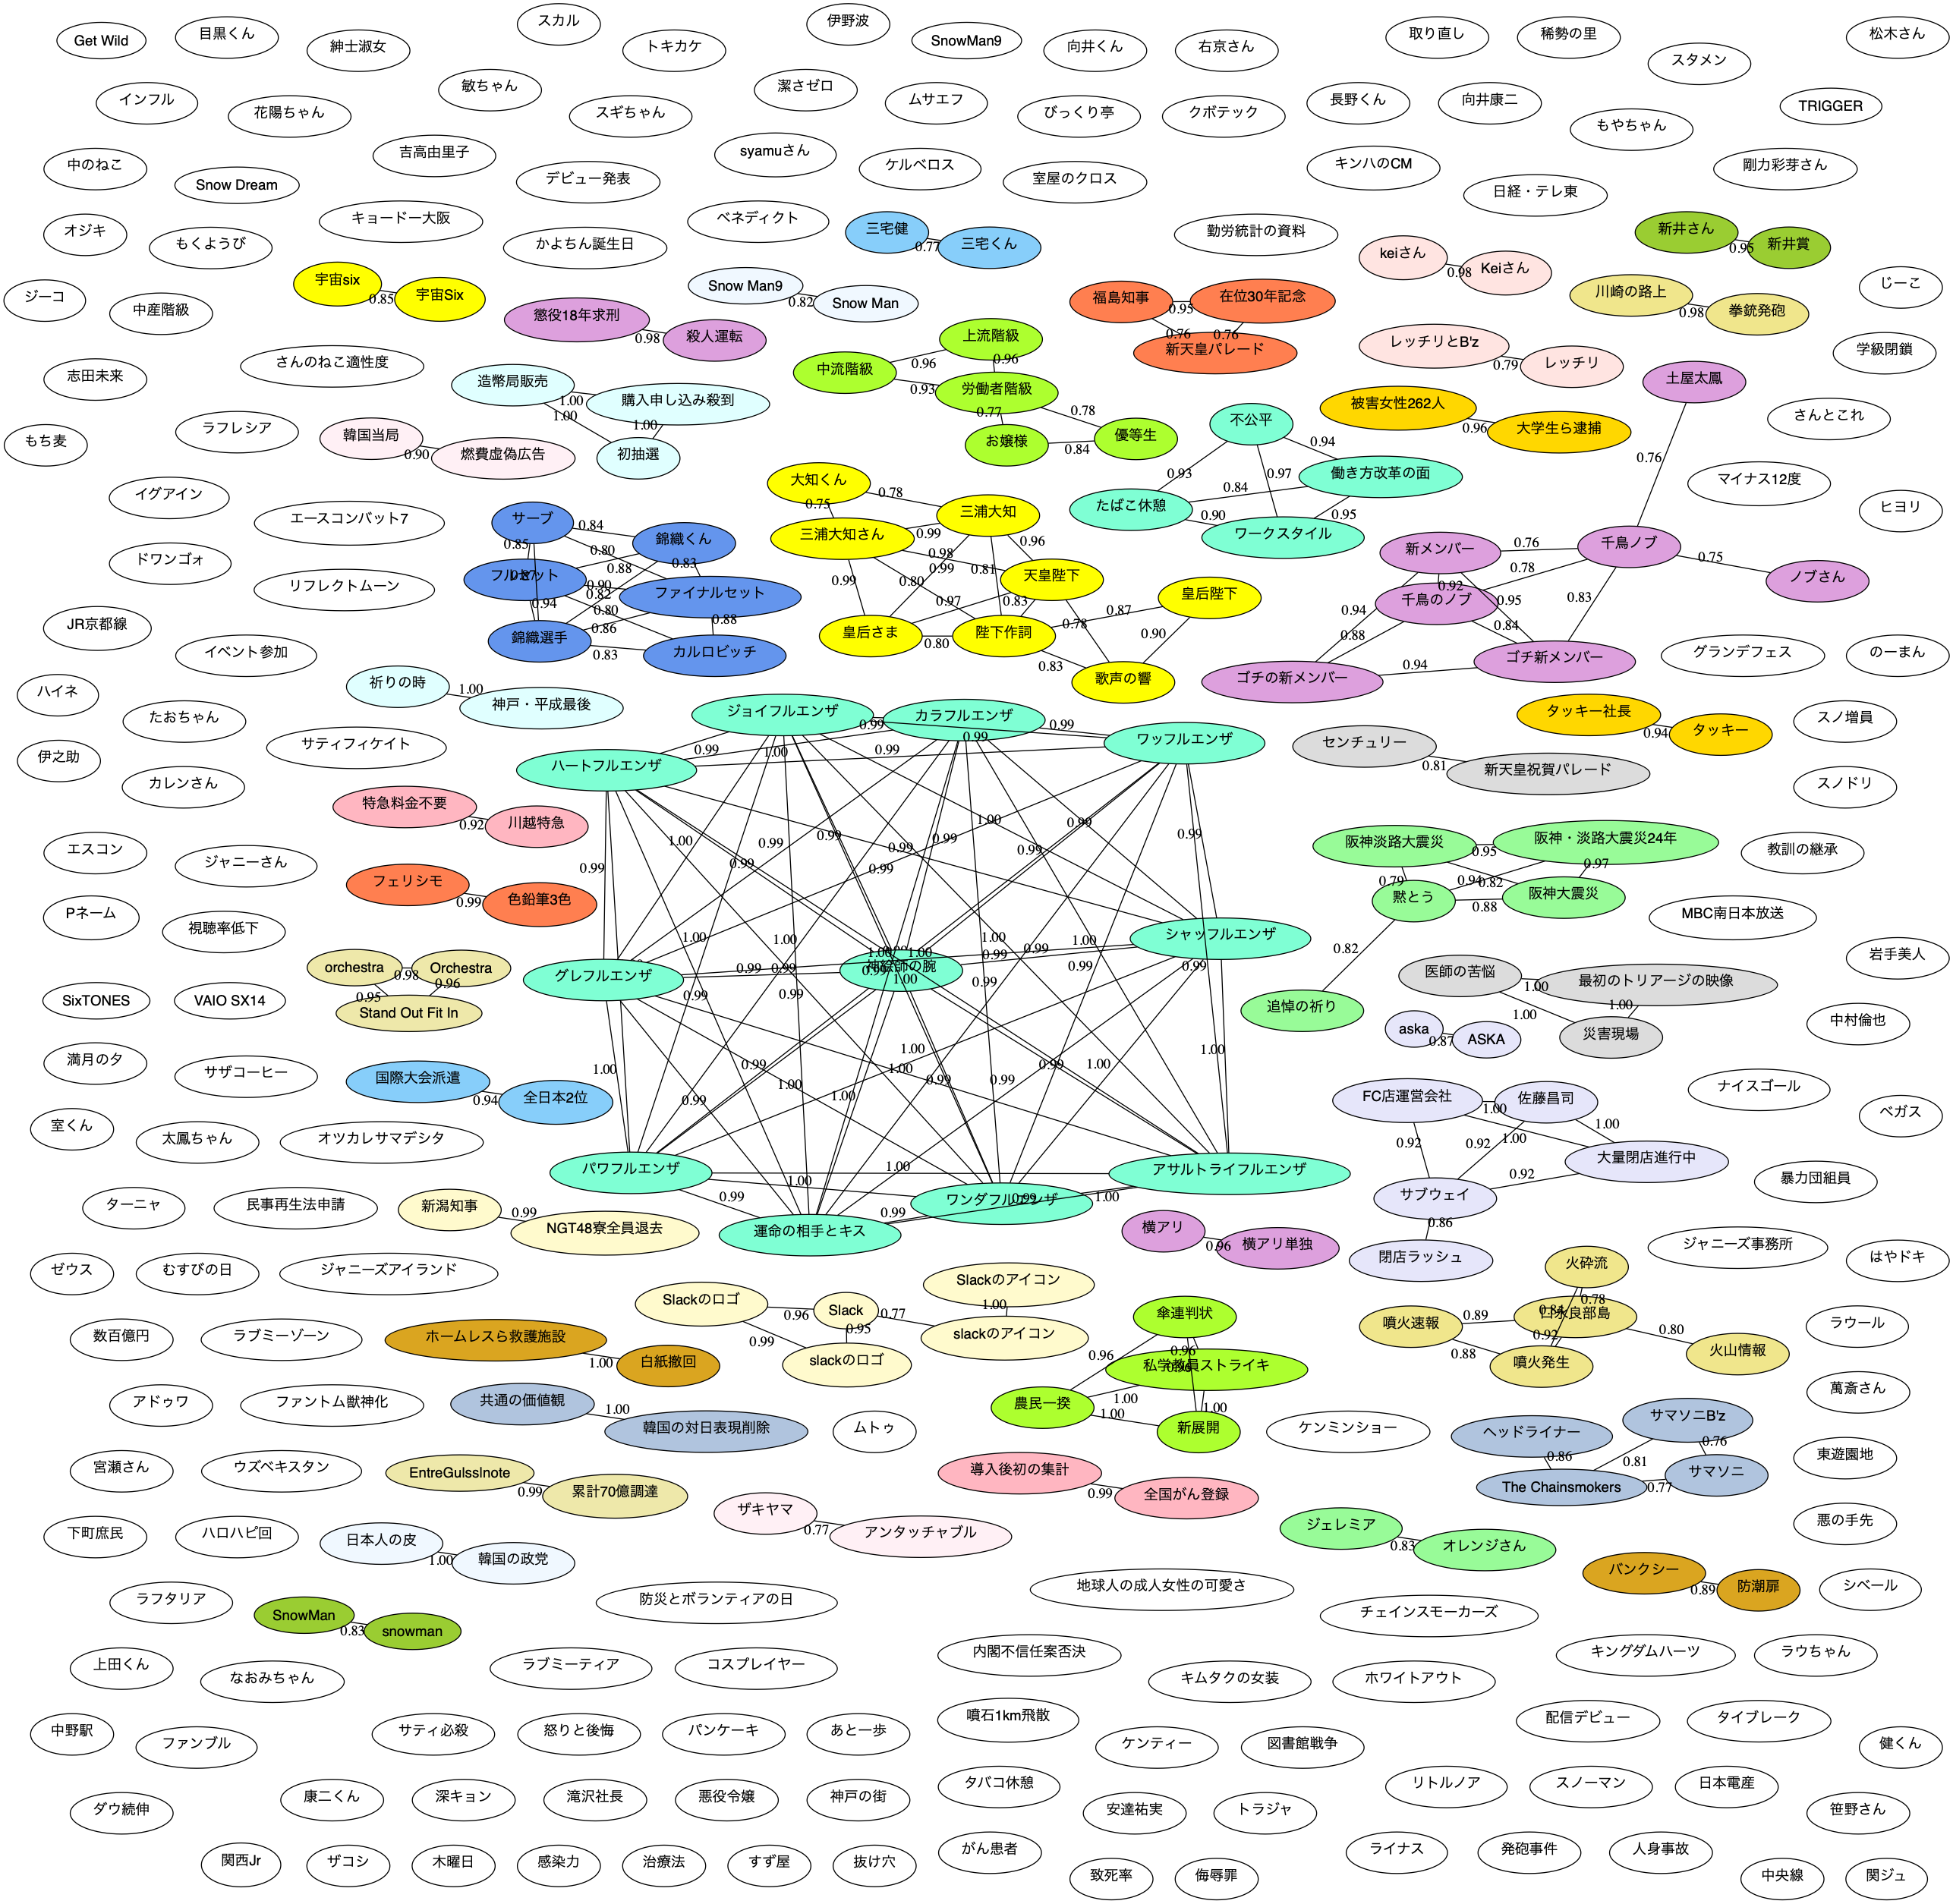 Get Wild
目黒くん
紳士淑女
スカル
トキカケ
伊野波
SnowMan9
向井くん
右京さん
取り直し
稀勢の里
スタメン
松木さん
インフル
花陽ちゃん
敏ちゃん
スギちゃん
潔さゼロ
ムサエフ
びっくり亭
クボテック
長野くん
向井康二
もやちゃん
TRIGGER
中のねこ
Snow Dream
吉高由里子
デビュー発表
syamuさん
ケルベロス
室屋のクロス
キンハのCM
日経・テレ東
剛力彩芽さん
オジキ
もくようび
キョードー大阪
かよちん誕生日
ベネディクト
三宅健
0.77
三宅くん
勤労統計の資料
keiさん
0.98
Keiさん
新井さん
0.95
新井賞
ジーコ
中産階級
宇宙six
0.85
宇宙Six
懲役18年求刑
0.98
殺人運転
Snow Man9
0.82
Snow Man
福島知事
0.95
在位30年記念
0.76
0.76
新天皇パレード
川崎の路上
0.98
拳銃発砲
じーこ
志田未来
さんのねこ適性度
造幣局販売
1.00
購入申し込み殺到
1.00
1.00
初抽選
上流階級
中流階級
0.96
0.96
0.93
労働者階級
0.77
0.78
お嬢様
0.84
優等生
レッチリとB'z
0.79
レッチリ
学級閉鎖
土屋太鳳
もち麦
ラフレシア
韓国当局
0.90
燃費虚偽広告
不公平
0.94
0.93
0.97
働き方改革の面
0.84
たばこ休憩
0.90
0.95
ワークスタイル
被害女性262人
0.96
大学生ら逮捕
0.76
さんとこれ
マイナス12度
イグアイン
エースコンバット7
サーブ
0.84
0.85
0.80
錦織くん
0.83
0.88
フルセット
0.87
0.90
0.82
ファイナルセット
0.94
0.80
0.86
0.88
錦織選手
0.83
カルロビッチ
大知くん
0.78
0.75
三浦大知
三浦大知さん
0.99
0.96
0.98
0.99
0.81
天皇陛下
0.99
0.80
0.97
0.83
皇后陛下
0.87
0.78
皇后さま
0.80
陛下作詞
0.90
0.83
歌声の響
新メンバー
0.76
千鳥ノブ
0.75
ノブさん
0.78
0.92
千鳥のノブ
0.95
0.83
0.94
0.84
0.88
ゴチ新メンバー
0.94
ゴチの新メンバー
ヒヨリ
ドワンゴォ
リフレクトムーン
JR京都線
イベント参加
グランデフェス
のーまん
ハイネ
たおちゃん
祈りの時
1.00
神戸・平成最後
タッキー社長
0.94
タッキー
スノ増員
伊之助
サティフィケイト
カレンさん
センチュリー
0.81
新天皇祝賀パレード
スノドリ
ジョイフルエンザ
カラフルエンザ
0.99
0.99
0.99
ワッフルエンザ
0.99
1.00
0.99
ハートフルエンザ
1.00
0.99
0.99
0.99
0.99
1.00
0.99
0.99
0.99
0.99
0.99
0.99
シャッフルエンザ
1.00
1.00
1.00
0.99
1.00
1.00
1.00
神絵師の腕
グレフルエンザ
0.99
0.99
0.99
0.99
0.99
0.99
1.00
0.99
0.99
0.99
1.00
1.00
1.00
0.99
1.00
1.00
0.99
1.00
0.99
0.99
1.00
0.99
パワフルエンザ
1.00
1.00
0.99
アサルトライフルエンザ
ワンダフルエンザ
0.99
1.00
0.99
運命の相手とキス
特急料金不要
0.92
川越特急
エスコン
ジャニーさん
フェリシモ
0.99
色鉛筆3色
阪神淡路大震災
0.95
阪神・淡路大震災24年
0.97
0.79
0.94
0.82
黙とう
0.88
阪神大震災
0.82
追悼の祈り
教訓の継承
Pネーム
視聴率低下
MBC南日本放送
orchestra
0.98
Orchestra
0.95
0.96
Stand Out Fit In
岩手美人
SixTONES
VAIO SX14
医師の苦悩
1.00
最初のトリアージの映像
1.00
1.00
災害現場
aska
0.87
ASKA
中村倫也
満月の夕
サザコーヒー
国際大会派遣
0.94
全日本2位
FC店運営会社
1.00
佐藤昌司
1.00
0.92
0.92
1.00
大量閉店進行中
0.92
サブウェイ
0.86
閉店ラッシュ
ナイスゴール
ベガス
室くん
太鳳ちゃん
オツカレサマデシタ
暴力団組員
ターニャ
民事再生法申請
新潟知事
0.99
NGT48寮全員退去
横アリ
0.96
横アリ単独
ジャニーズ事務所
はやドキ
ゼウス
むすびの日
ジャニーズアイランド
Slackのロゴ
0.96
Slack
0.77
Slackのアイコン
1.00
slackのアイコン
0.99
0.95
slackのロゴ
傘連判状
0.96
0.96
私学教員ストライキ
農民一揆
1.00
1.00
1.00
新展開
火砕流
0.78
0.84
噴火速報
0.89
0.92
0.80
0.88
噴火発生
火山情報
ラウール
数百億円
ラブミーゾーン
ホームレスら救護施設
1.00
白紙撤回
アドゥワ
ファントム獣神化
共通の価値観
1.00
韓国の対日表現削除
ムトゥ
ケンミンショー
ヘッドライナー
0.86
サマソニB'z
0.76
0.81
サマソニ
The Chainsmokers
0.77
萬斎さん
宮瀬さん
ウズベキスタン
EntreGulssInote
0.99
累計70億調達
導入後初の集計
0.99
全国がん登録
東遊園地
下町庶民
ハロハピ回
日本人の皮
1.00
韓国の政党
ザキヤマ
0.77
アンタッチャブル
ジェレミア
0.83
オレンジさん
悪の手先
ラフタリア
SnowMan
0.83
snowman
防災とボランティアの日
地球人の成人女性の可愛さ
チェインスモーカーズ
バンクシー
0.89
防潮扉
シベール
上田くん
なおみちゃん
ラブミーティア
コスプレイヤー
内閣不信任案否決
キムタクの女装
ホワイトアウト
キングダムハーツ
ラウちゃん
中野駅
ファンブル
サティ必殺
怒りと後悔
パンケーキ
あと一歩
噴石1km飛散
ケンティー
図書館戦争
配信デビュー
タイブレーク
健くん
ダウ続伸
康二くん
深キョン
滝沢社長
悪役令嬢
神戸の街
タバコ休憩
安達祐実
トラジャ
リトルノア
スノーマン
日本電産
笹野さん
関西Jr
ザコシ
木曜日
感染力
治療法
すず屋
抜け穴
がん患者
致死率
侮辱罪
ライナス
発砲事件
人身事故
中央線
関ジュ